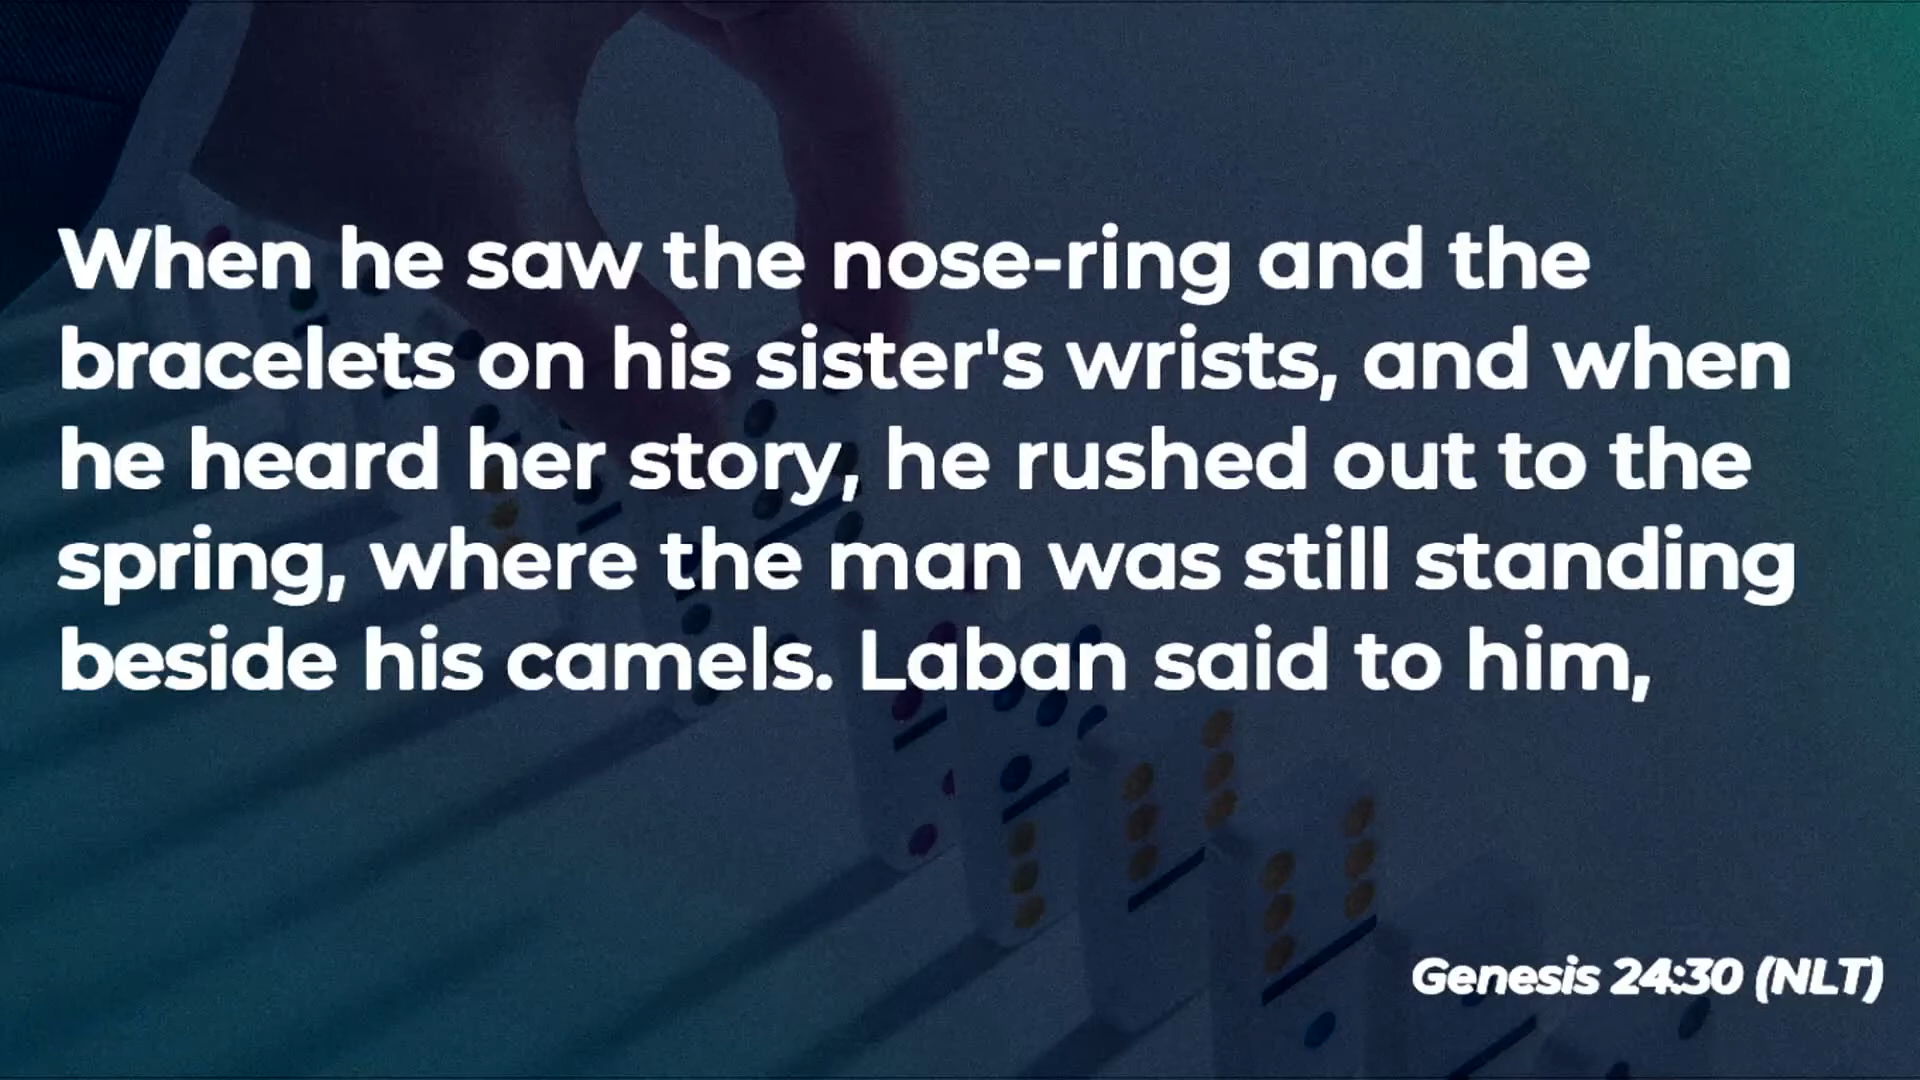 When he saw the nose-ring and the
bracelets on his sister's wrists, and when
he heard her story, he rushed out to the
spring, where the man was still standing
beside his camels. Laban said to him,
Genesis 24:30 (NLT)